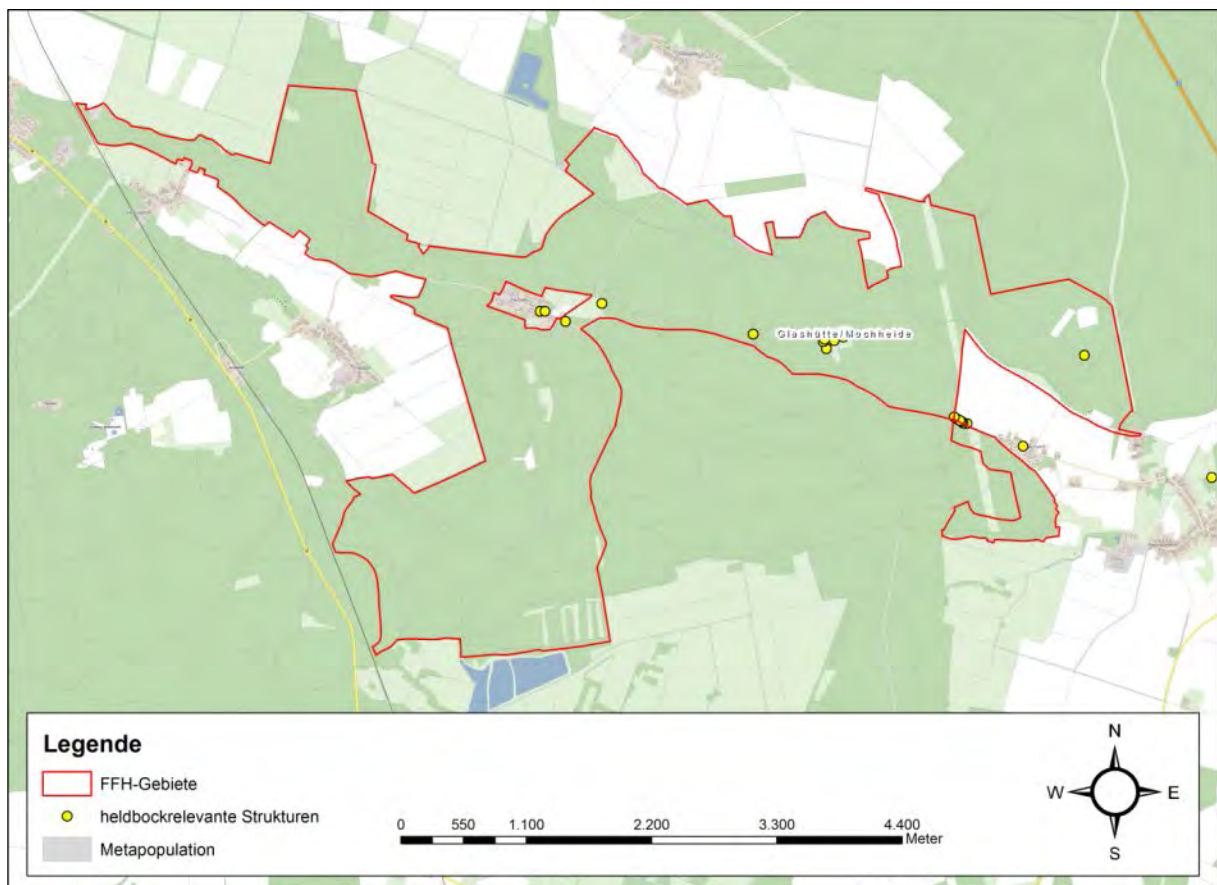 Glashütte/Mochheide
Legende
FFH-Gebiete
heldbockrelevante Strukturen
Metapopulation
0 550 1.100 2.200 3.300 4.400
Meter
N
W E
S